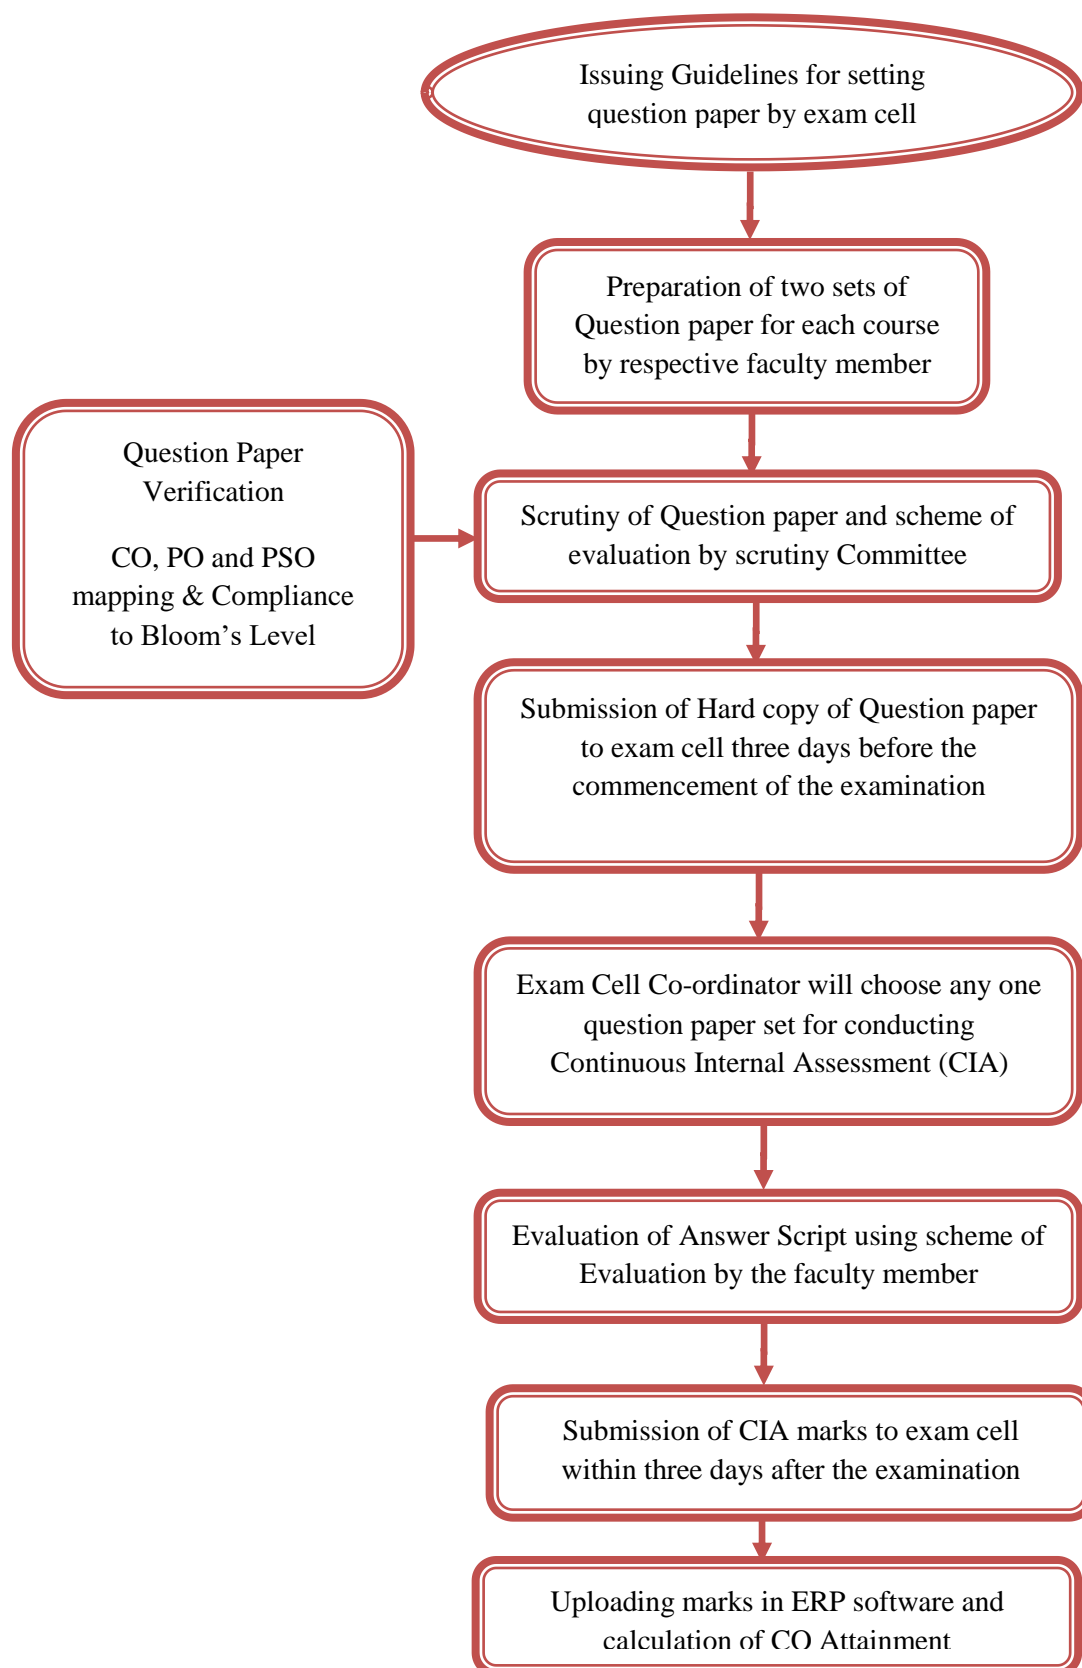 Issuing Guidelines for setting
question paper by exam cell
Preparation of two sets of
Question paper for each course
by respective faculty member
Question Paper
Verification
CO, PO and PSO
mapping & Compliance
to Bloom’s Level
Scrutiny of Question paper and scheme of
evaluation by scrutiny Committee
Submission of Hard copy of Question paper
to exam cell three days before the
commencement of the examination
Exam Cell Co-ordinator will choose any one
question paper set for conducting
Continuous Internal Assessment (CIA)
Evaluation of Answer Script using scheme of
Evaluation by the faculty member
Submission of CIA marks to exam cell
within three days after the examination
Uploading marks in ERP software and
calculation of CO Attainment